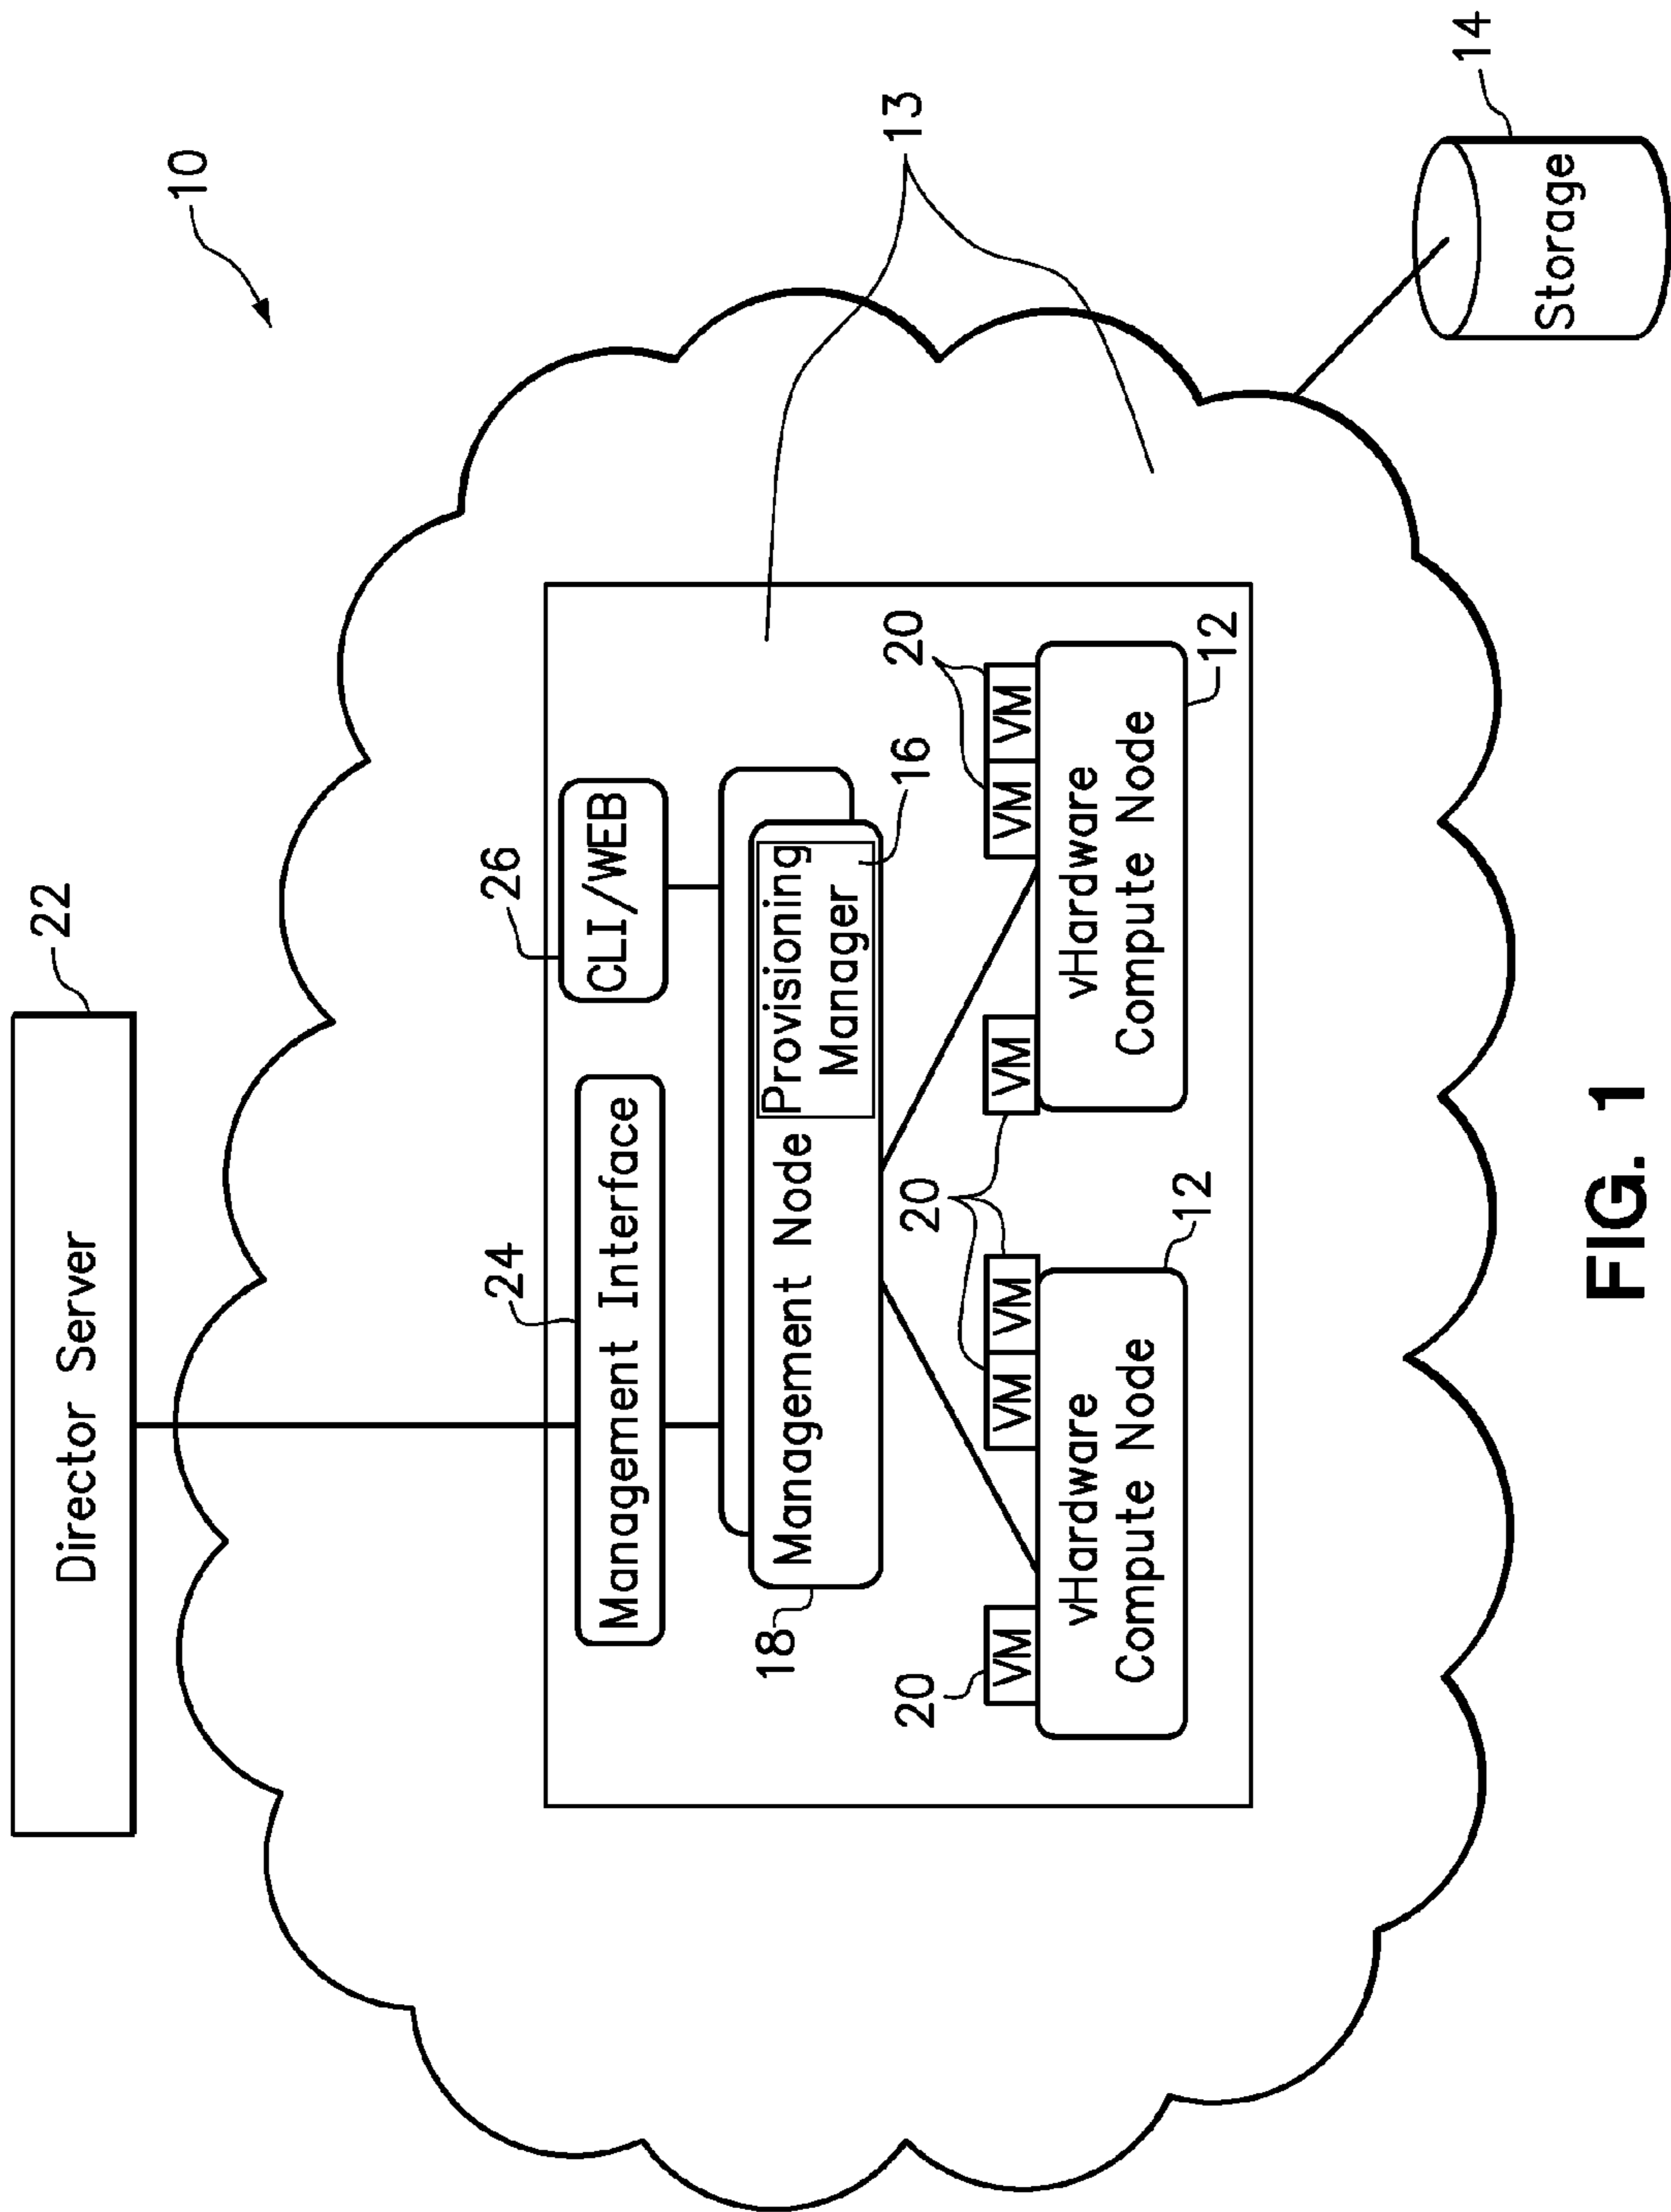 Director Server
22
10
24
26
Management Interface
CLI/WEB
13
18
Management Node
Provisioning
Manager
16
20
20
20
VM
VM
VM
VM
VM
VM
vHardware
Compute Node
vHardware
Compute Node
12
12
14
Storage
FIG. 1